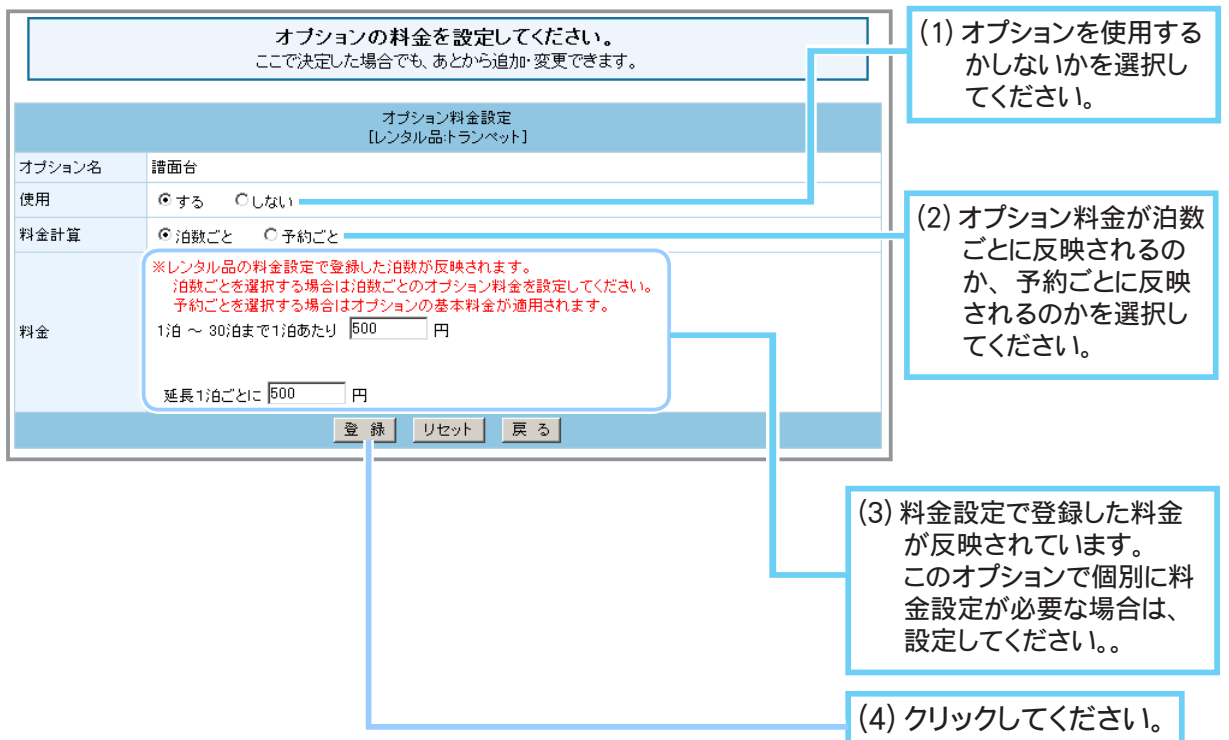 オプションの料金を設定してください。
ここで決定した場合でも、あとから追加・変更できます。
オプション料金設定
[レンタル品:トランペット]
オプション名 譜面台
使用 する しない
料金計算 泊数ごと 予約ごと
料金
※レンタル品の料金設定で登録した泊数が反映されます。
泊数ごとを選択する場合は泊数ごとのオプション料金を設定してください。
予約ごとを選択する場合はオプションの基本料金が適用されます。
1泊 ~ 30泊まで1泊あたり 500 円
延長1泊ごとに 500 円
登 録 リセット 戻 る
(1) オプションを使用する
かしないかを選択し
てください。
(2) オプション料金が泊数
ごとに反映されるの
か、予約ごとに反映
されるのかを選択し
てください。
(3) 料金設定で登録した料金
が反映されています。
このオプションで個別に料
金設定が必要な場合は、
設定してください。。
(4) クリックしてください。